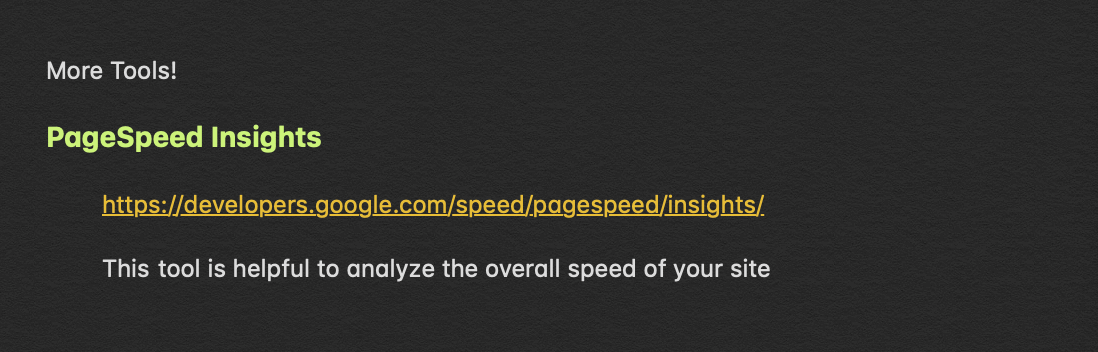 More Tools!
PageSpeed Insights
https://developers.google.com/speed/pagespeed/insights/
This tool is helpful to analyze the overall speed of your site